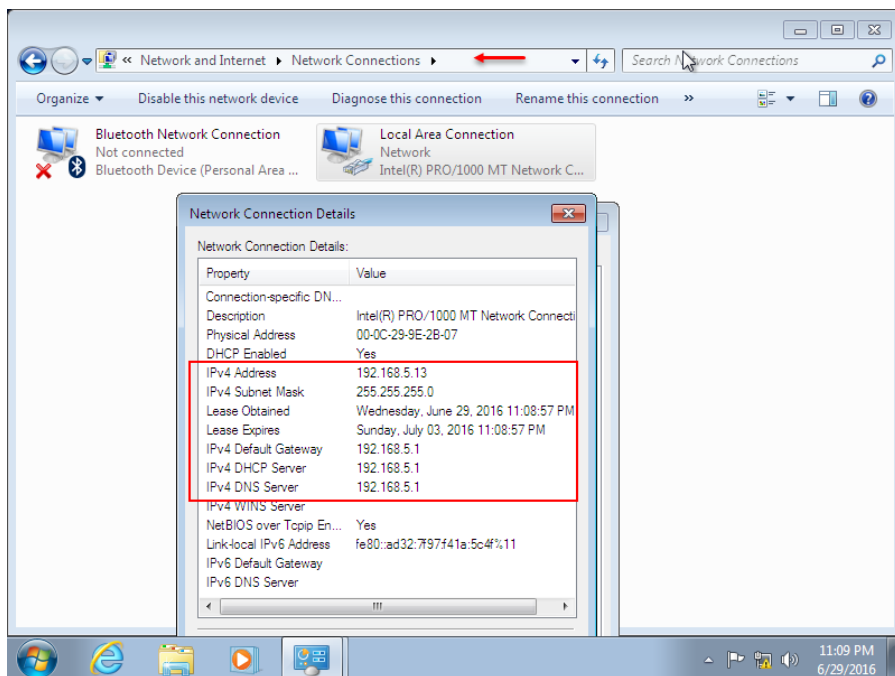 « Network and Internet Network Connections
Search Network Connections
Organize Disable this network device Diagnose this connection Rename this connection »
Bluetooth Network Connection
Not connected
Bluetooth Device (Personal Area ...
Local Area Connection
Network
Intel(R) PRO/1000 MT Network C...
Network Connection Details
Network Connection Details:
Property Value
Connection-specific DN...
Description Intel(R) PRO/1000 MT Network Connecti
Physical Address 00-0C-29-9E-2B-07
DHCP Enabled Yes
IPv4 Address 192.168.5.13
IPv4 Subnet Mask 255.255.255.0
Lease Obtained Wednesday, June 29, 2016 11:08:57 PM
Lease Expires Sunday, July 03, 2016 11:08:57 PM
IPv4 Default Gateway 192.168.5.1
IPv4 DHCP Server 192.168.5.1
IPv4 DNS Server 192.168.5.1
IPv4 WINS Server
NetBIOS over Tcpip En... Yes
Link-local IPv6 Address fe80::ad32:7f97:f41a:5c4f%11
IPv6 Default Gateway
IPv6 DNS Server
11:09 PM
6/29/2016